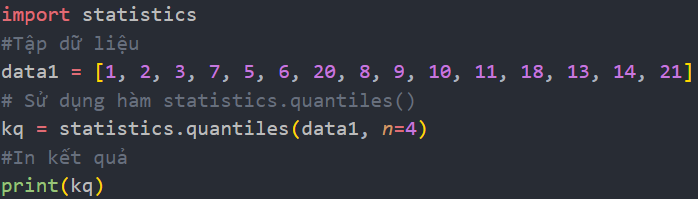 import statistics
#Tập dữ liệu
data1 = [1, 2, 3, 7, 5, 6, 20, 8, 9, 10, 11, 18, 13, 14, 21]
# Sử dụng hàm statistics.quantiles()
kq = statistics.quantiles(data1, n=4)
#In kết quả
print(kq)